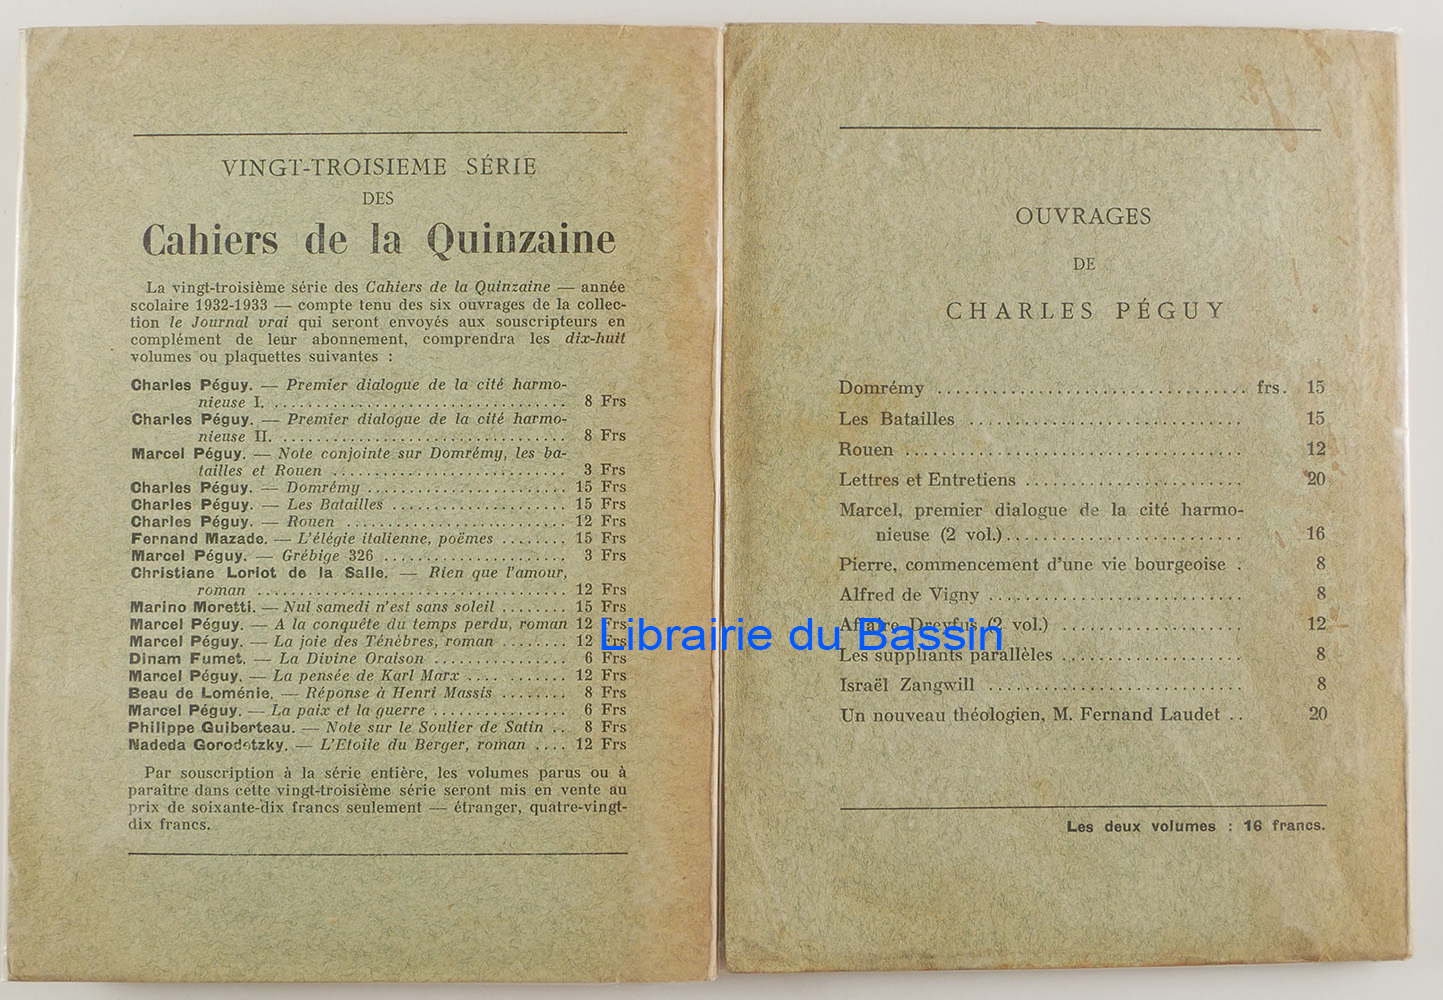 VINGT-TROISIEME SÉRIE
DES
Cahiers de la Quinzaine
La vingt-troisième série des Cahiers de la Quinzaine — année
scolaire 1932-1933 — compte tenu des six ouvrages de la collec-
tion le Journal vrai qui seront envoyés aux souscripteurs en
complément de leur abonnement, comprendra les dix-huit
volumes ou plaquettes suivantes :
Charles Péguy. — Premier dialogue de la cité harmo-
nieuse I. .................................. 8 Frs
Charles Péguy. — Premier dialogue de la cité harmo-
nieuse II. .................................. 8 Frs
Marcel Péguy. — Note conjointe sur Domrémy, les ba-
tailles et Rouen ........................... 3 Frs
Charles Péguy. — Domrémy ....................... 15 Frs
Charles Péguy. — Les Batailles .................... 15 Frs
Charles Péguy. — Rouen .......................... 12 Frs
Fernand Mazade. — L'élégie italienne, poëmes ........ 15 Frs
Marcel Péguy. — Grébige 326 ..................... 3 Frs
Christiane Loriot de la Salle. — Rien que l'amour,
roman .................................... 12 Frs
Marino Moretti. — Nul samedi n'est sans soleil ........ 15 Frs
Marcel Péguy. — A la conquête du temps perdu, roman 12 Frs
Marcel Péguy. — La joie des Ténèbres, roman ........ 12 Frs
Dinam Fumet. — La Divine Oraison ................ 6 Frs
Marcel Péguy. — La pensée de Karl Marx ............ 12 Frs
Beau de Loménie. — Réponse à Henri Massis ........ 8 Frs
Marcel Péguy. — La paix et la guerre ................ 6 Frs
Philippe Guiberteau. — Note sur le Soulier de Satin .. 8 Frs
Nadeda Gorodetzky. — L'Etoile du Berger, roman .... 12 Frs
Par souscription à la série entière, les volumes parus ou à
paraître dans cette vingt-troisième série seront mis en vente au
prix de soixante-dix francs seulement — étranger, quatre-vingt-
dix francs.
OUVRAGES
DE
CHARLES PÉGUY
Domrémy ................................ frs. 15
Les Batailles ............................ 15
Rouen ................................... 12
Lettres et Entretiens ....................... 20
Marcel, premier dialogue de la cité harmo-
nieuse (2 vol.)......................... 16
Pierre, commencement d'une vie bourgeoise . 8
Alfred de Vigny .......................... 8
Affaire Dreyfus (2 vol.) ................... 12
Les suppliants parallèles ................... 8
Israël Zangwill .......................... 8
Un nouveau théologien, M. Fernand Laudet .. 20
Les deux volumes : 16 francs.
Librairie du Bassin